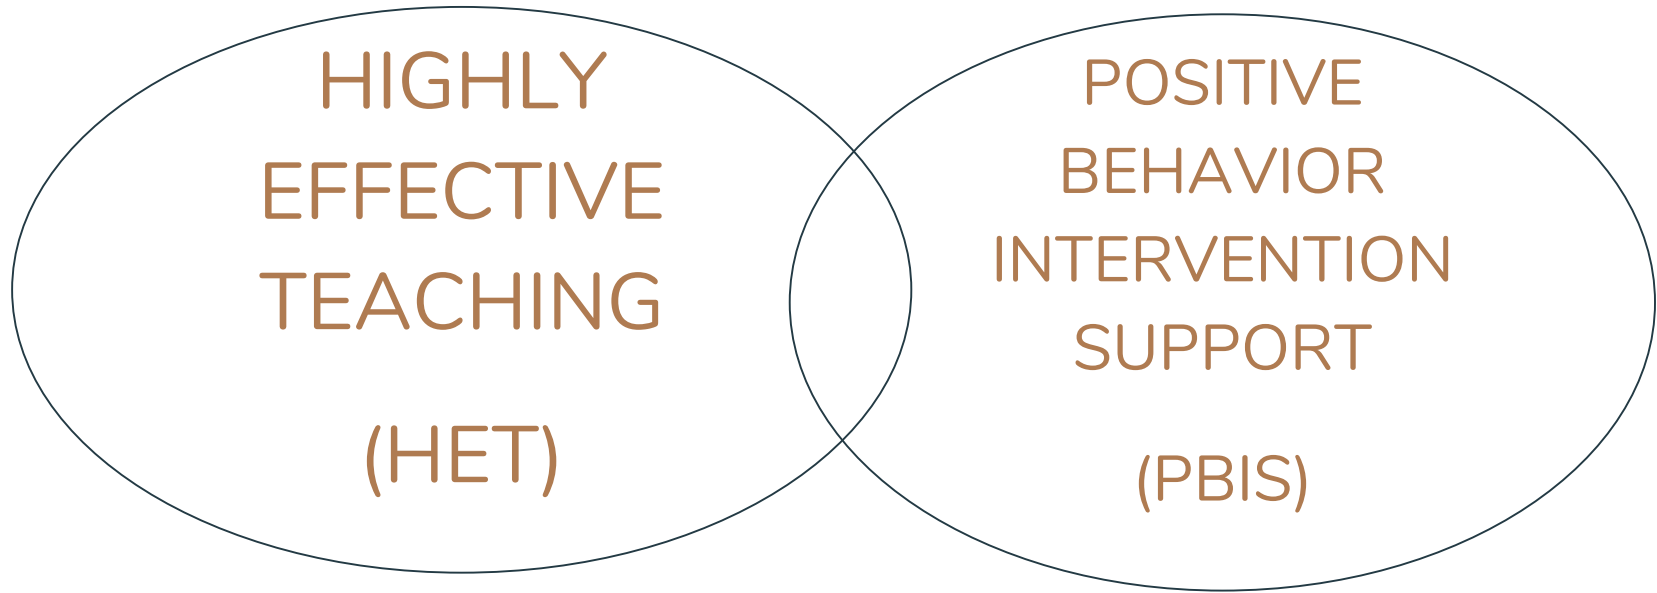 HIGHLY
EFFECTIVE
TEACHING
(HET)
POSITIVE
BEHAVIOR
INTERVENTION
SUPPORT
(PBIS)